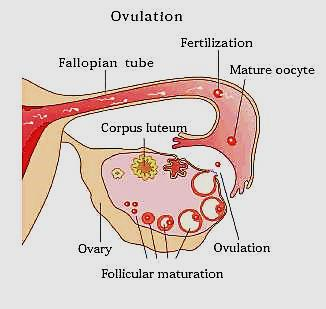 Ovulation
Fertilization
Fallopian tube
Mature oocyte
Corpus luteum
Ovary
Ovulation
Follicular maturation